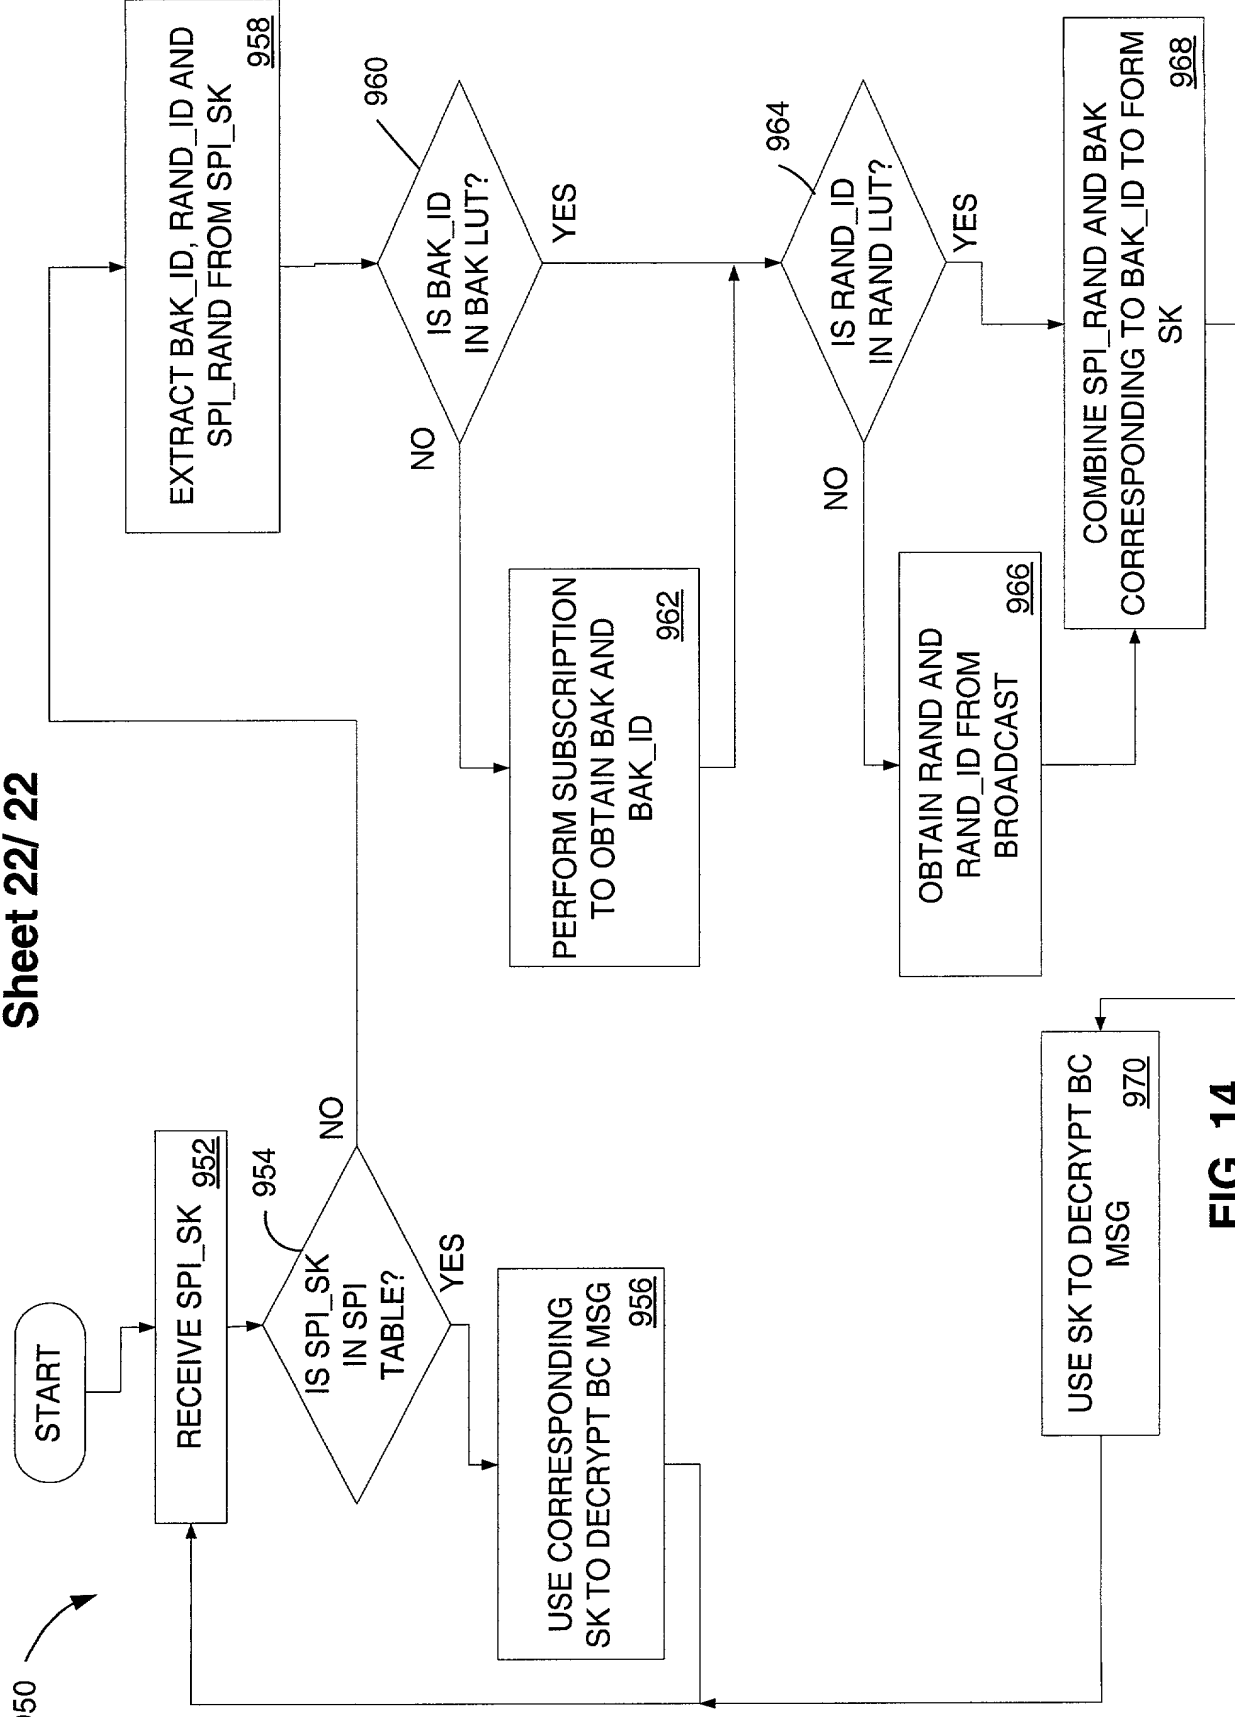 Sheet 22/ 22
START
RECEIVE SPI_SK
952
954
IS SPI_SK
IN SPI
TABLE?
NO
YES
USE CORRESPONDING
SK TO DECRYPT BC MSG
956
EXTRACT BAK_ID, RAND_ID AND
SPI_RAND FROM SPI_SK
958
960
IS BAK_ID
IN BAK LUT?
NO
YES
PERFORM SUBSCRIPTION
TO OBTAIN BAK AND
BAK_ID
962
964
IS RAND_ID
IN RAND LUT?
NO
YES
OBTAIN RAND AND
RAND_ID FROM
BROADCAST
966
COMBINE SPI_RAND AND BAK
CORRESPONDING TO BAK_ID TO FORM
SK
968
USE SK TO DECRYPT BC
MSG
970
FIG. 14